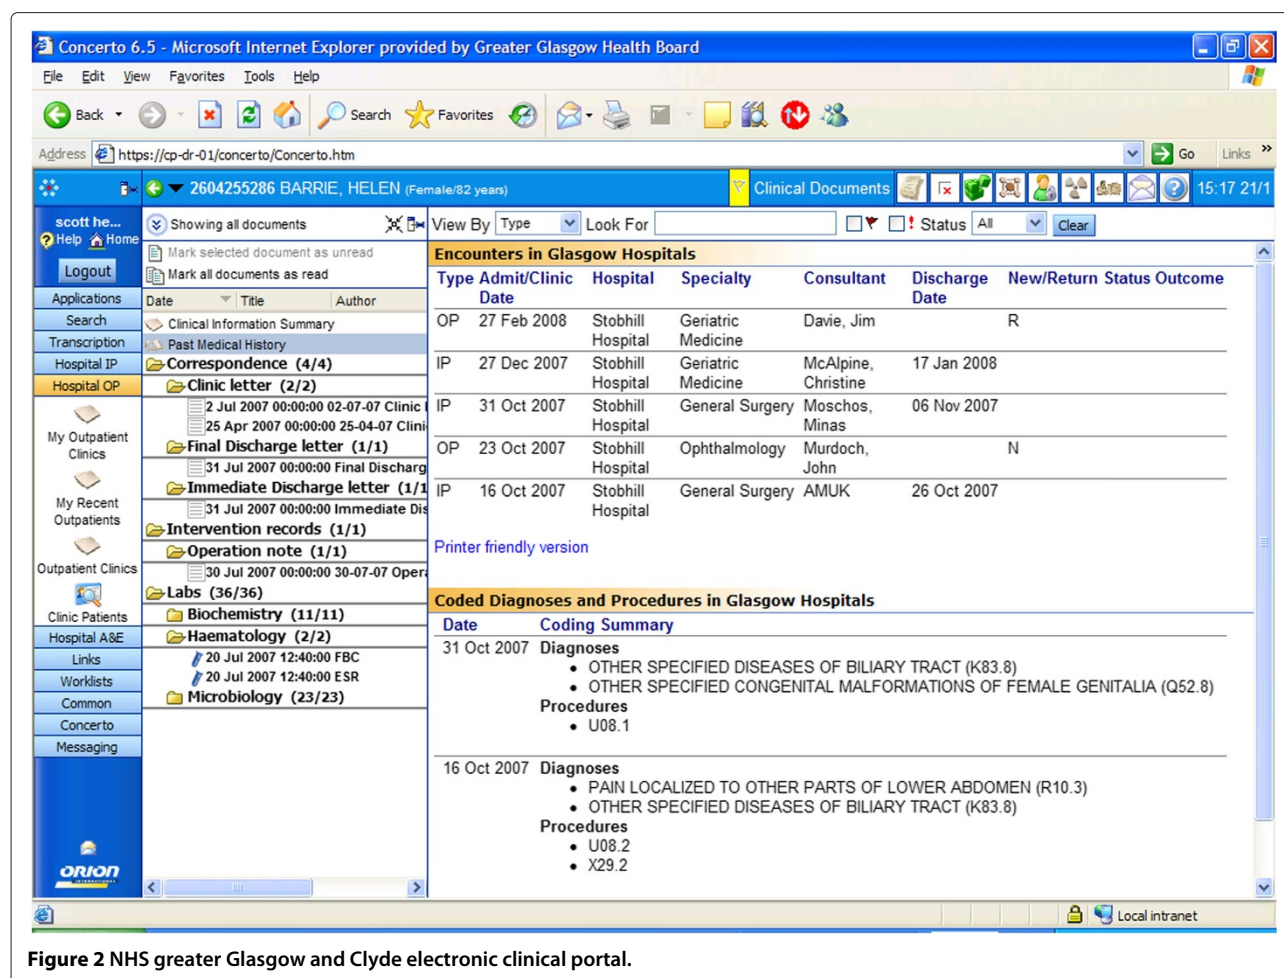 Concerto 6.5 - Microsoft Internet Explorer provided by Greater Glasgow Health Board
File Edit View Favorites Tools Help
Back Search Favorites
Address https://cp-dr-01/concerto/Concerto.htm Go Links »
2604255286 BARRIE, HELEN (Female/82 years) Clinical Documents 15:17 21/1
scott he...
Help Home
Logout
Applications
Search
Transcription
Hospital IP
Hospital OP
My Outpatient
Clinics
My Recent
Outpatients
Outpatient Clinics
Clinic Patients
Hospital A&E
Links
Worklists
Common
Concerto
Messaging
ORION
INTERNATIONAL
Showing all documents
Mark selected document as unread
Mark all documents as read
Date Title Author
Clinical Information Summary
Past Medical History
Correspondence (4/4)
Clinic letter (2/2)
2 Jul 2007 00:00:00 02-07-07 Clinic
25 Apr 2007 00:00:00 25-04-07 Clini
Final Discharge letter (1/1)
31 Jul 2007 00:00:00 Final Discharg
Immediate Discharge letter (1/1
31 Jul 2007 00:00:00 Immediate Dis
Intervention records (1/1)
Operation note (1/1)
30 Jul 2007 00:00:00 30-07-07 Opera
Labs (36/36)
Biochemistry (11/11)
Haematology (2/2)
20 Jul 2007 12:40:00 FBC
20 Jul 2007 12:40:00 ESR
Microbiology (23/23)
View By Type Look For ! Status All Clear
Encounters in Glasgow Hospitals
Type Admit/Clinic Hospital Specialty Consultant Discharge New/Return Status Outcome
Date Date
OP 27 Feb 2008 Stobhill Geriatric Davie, Jim R
Hospital Medicine
IP 27 Dec 2007 Stobhill Geriatric McAlpine, 17 Jan 2008
Hospital Medicine Christine
IP 31 Oct 2007 Stobhill General Surgery Moschos, 06 Nov 2007
Hospital Minas
OP 23 Oct 2007 Stobhill Ophthalmology Murdoch, N
Hospital John
IP 16 Oct 2007 Stobhill General Surgery AMUK 26 Oct 2007
Hospital
Printer friendly version
Coded Diagnoses and Procedures in Glasgow Hospitals
Date Coding Summary
31 Oct 2007 Diagnoses
• OTHER SPECIFIED DISEASES OF BILIARY TRACT (K83.8)
• OTHER SPECIFIED CONGENITAL MALFORMATIONS OF FEMALE GENITALIA (Q52.8)
Procedures
• U08.1
16 Oct 2007 Diagnoses
• PAIN LOCALIZED TO OTHER PARTS OF LOWER ABDOMEN (R10.3)
• OTHER SPECIFIED DISEASES OF BILIARY TRACT (K83.8)
Procedures
• U08.2
• X29.2
Local intranet
Figure 2 NHS greater Glasgow and Clyde electronic clinical portal.